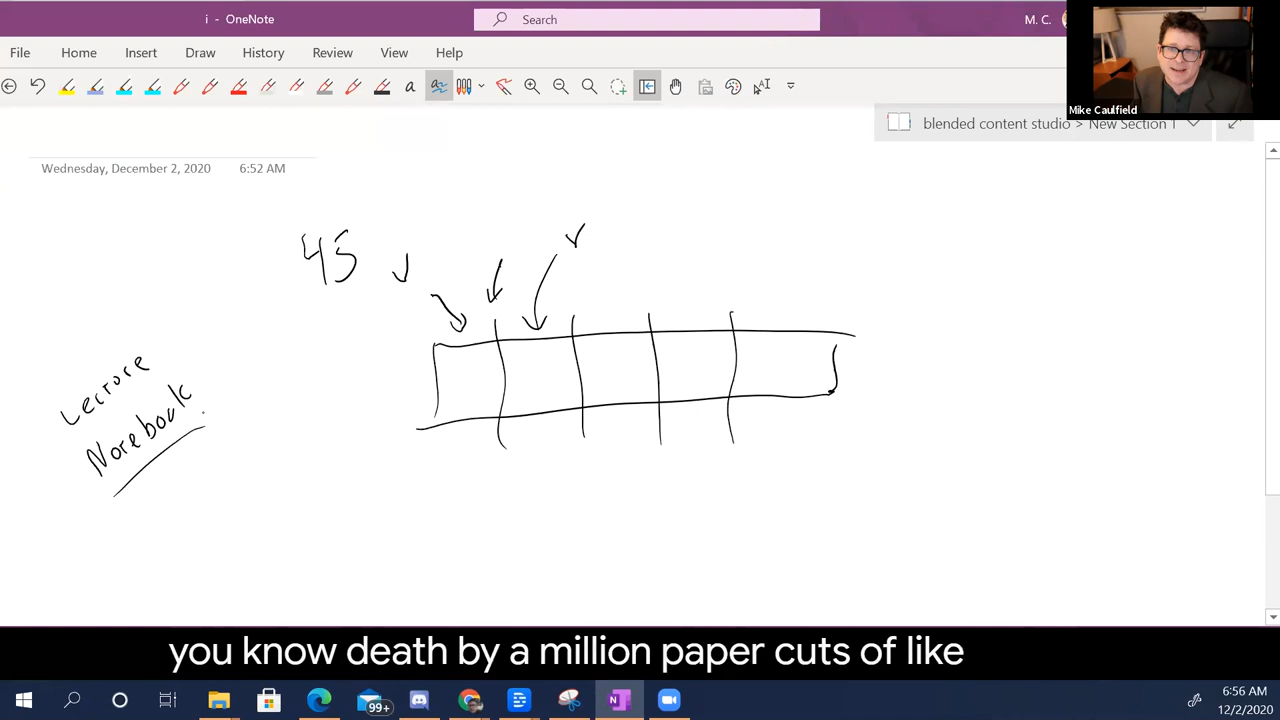 i - OneNote
Search
M. C.
File Home Insert Draw History Review View Help
Mike Caulfield
blended content studio > New Section 1
Wednesday, December 2, 2020 6:52 AM
45
Lecture
Notebook
you know death by a million paper cuts of like
99+
6:56 AM
12/2/2020